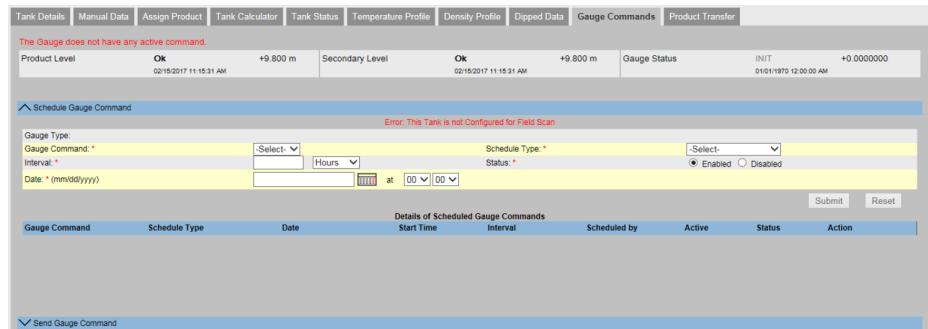 Tank Details Manual Data Assign Product Tank Calculator Tank Status Temperature Profile Density Profile Dipped Data Gauge Commands Product Transfer
The Gauge does not have any active command.
Product Level Ok +9.800 m Secondary Level Ok +9.800 m Gauge Status INIT +0.0000000
02/15/2017 11:15:31 AM 02/15/2017 11:15:31 AM 01/01/1970 12:00:00 AM
Schedule Gauge Command
Error: This Tank is not Configured for Field Scan
Gauge Type:
Gauge Command: * -Select- Schedule Type: * -Select-
Interval: * Hours Status: * Enabled Disabled
Date: * (mm/dd/yyyy) at 00 00
Submit Reset
Details of Scheduled Gauge Commands
Gauge Command Schedule Type Date Start Time Interval Scheduled by Active Status Action
Send Gauge Command